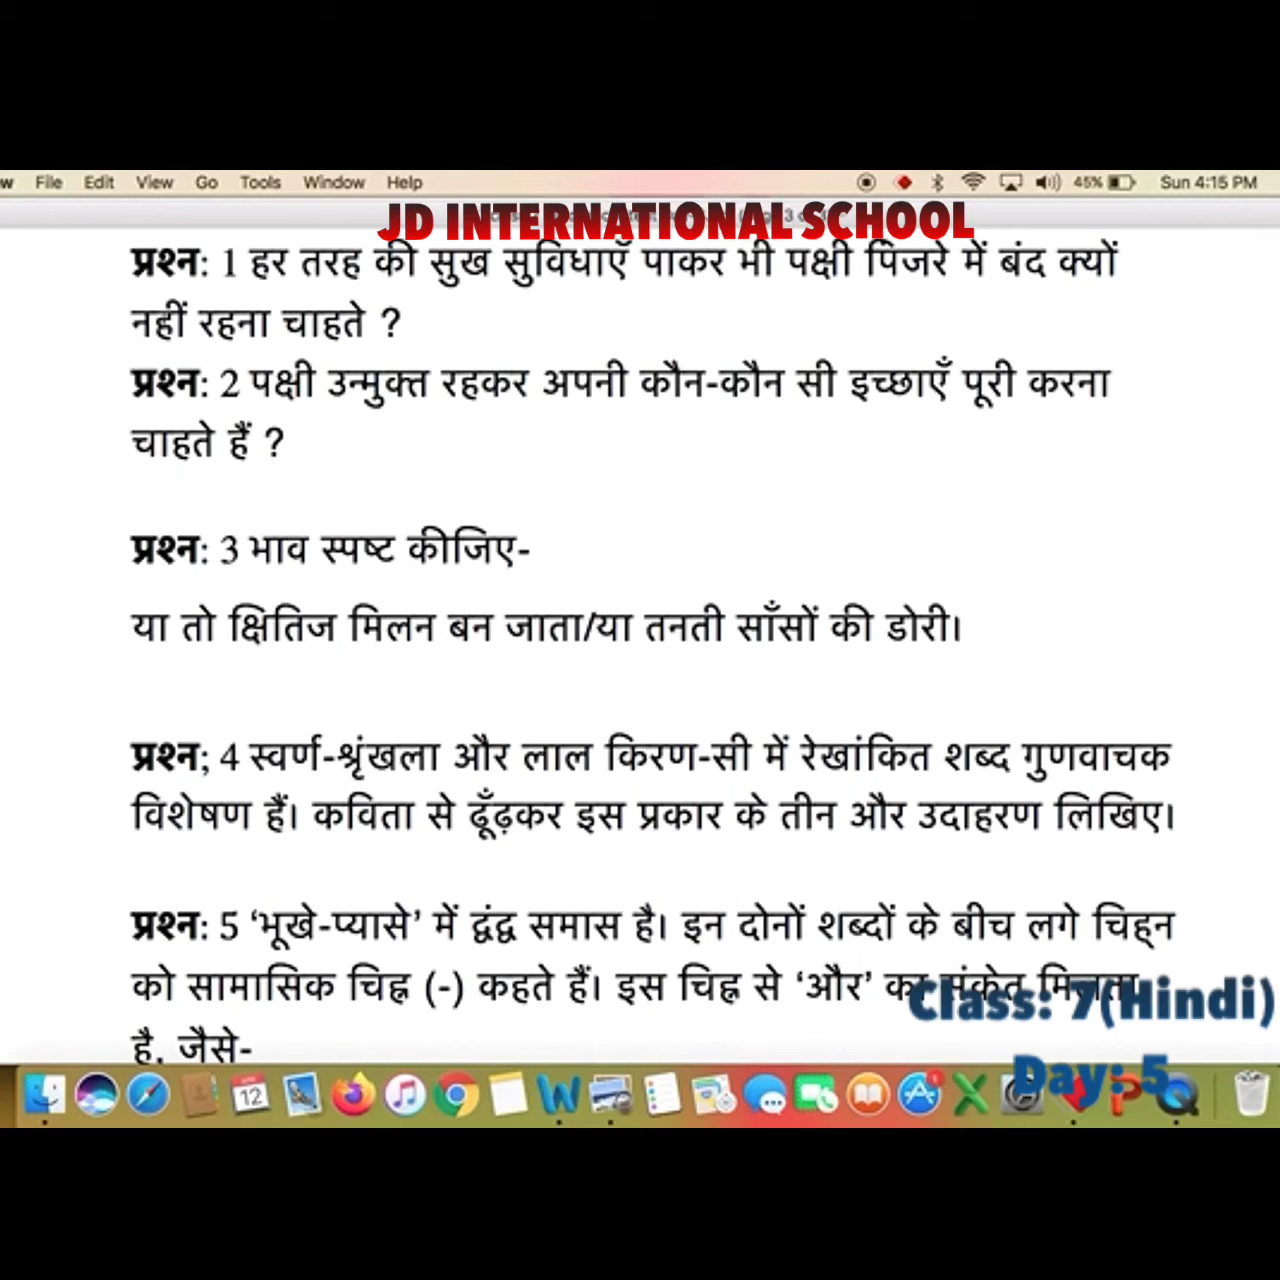 w File Edit View Go Tools Window Help 45% Sun 4:15 PM
JD INTERNATIONAL SCHOOL
प्रश्न: 1 हर तरह की सुख सुविधाएँ पाकर भी पक्षी पिंजरे में बंद क्यों
नहीं रहना चाहते ?
प्रश्न: 2 पक्षी उन्मुक्त रहकर अपनी कौन-कौन सी इच्छाएँ पूरी करना
चाहते हैं ?
प्रश्न: 3 भाव स्पष्ट कीजिए-
या तो क्षितिज मिलन बन जाता/या तनती साँसों की डोरी।
प्रश्न; 4 स्वर्ण-श्रृंखला और लाल किरण-सी में रेखांकित शब्द गुणवाचक
विशेषण हैं। कविता से ढूँढ़कर इस प्रकार के तीन और उदाहरण लिखिए।
प्रश्न: 5 ‘भूखे-प्यासे’ में द्वंद्व समास है। इन दोनों शब्दों के बीच लगे चिह्‌न
को सामासिक चिह्न (-) कहते हैं। इस चिह्न से ‘और’ का संकेत मिलता
है, जैसे-
Class: 7(Hindi)
Day: 5
12